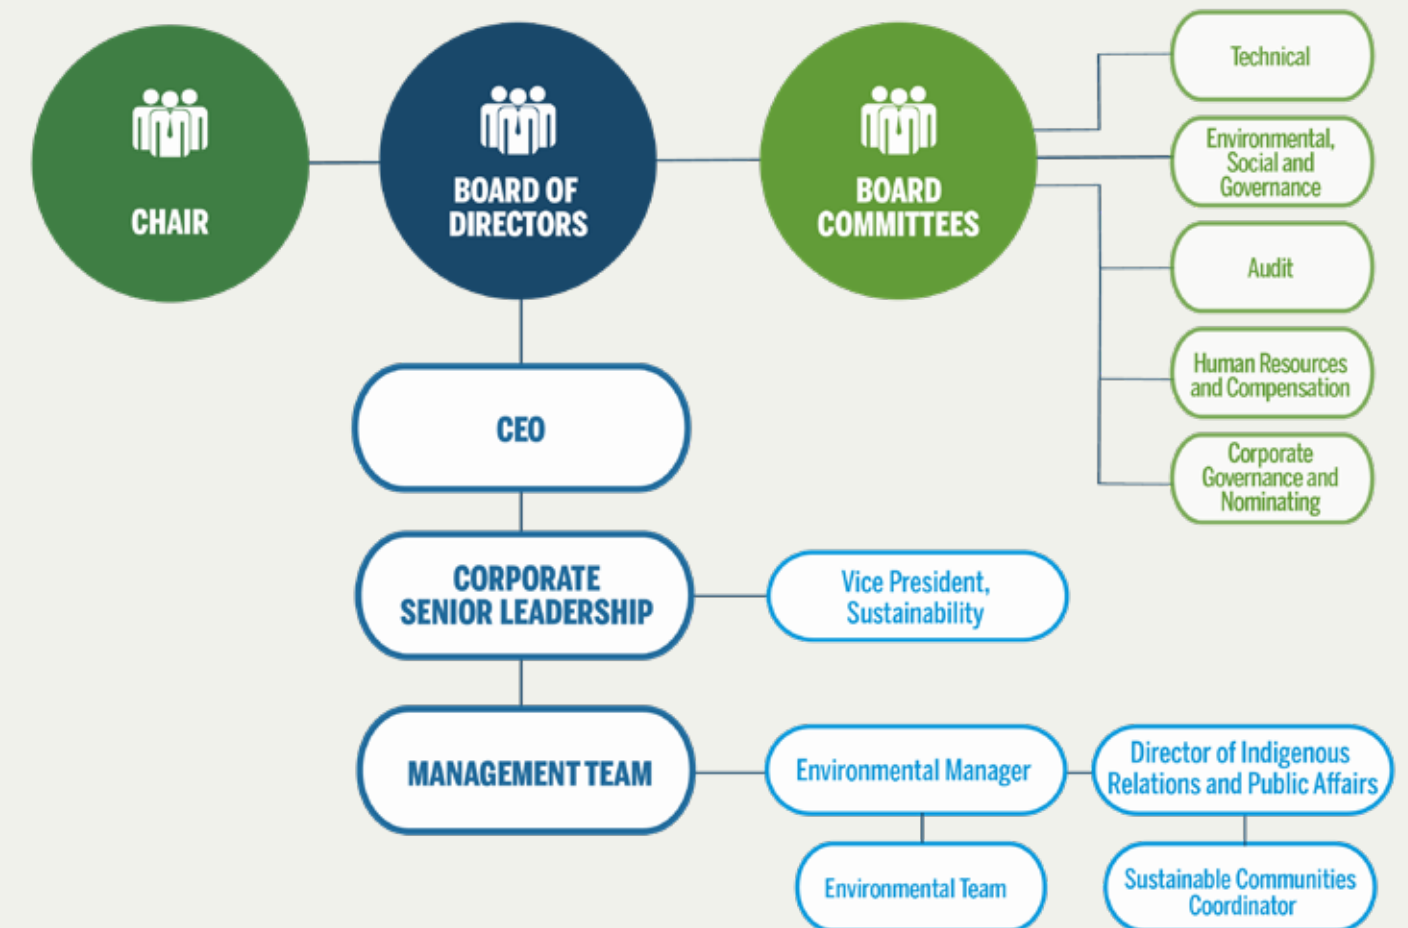 CHAIR
BOARD OF
DIRECTORS
BOARD
COMMITTEES
Technical
Environmental,
Social and
Governance
Audit
Human Resources
and Compensation
Corporate
Governance and
Nominating
CEO
CORPORATE
SENIOR LEADERSHIP
Vice President,
Sustainability
MANAGEMENT TEAM
Environmental Manager
Director of Indigenous
Relations and Public Affairs
Environmental Team
Sustainable Communities
Coordinator